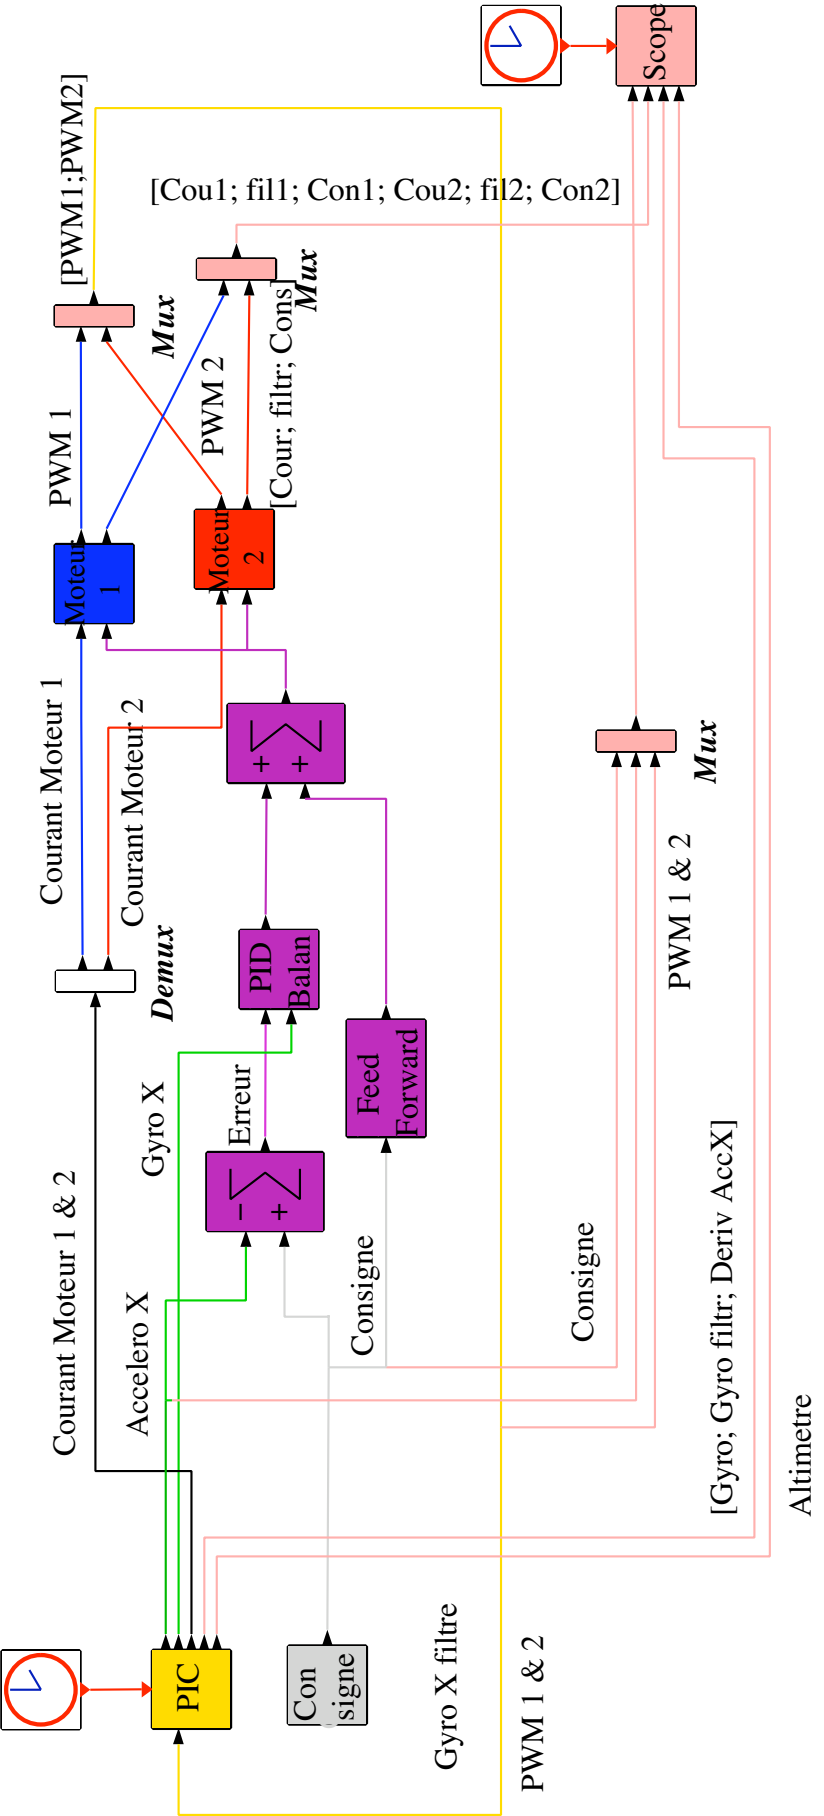 PIC
Con
signe
Gyro X filtre
PWM 1 & 2
Courant Moteur 1 & 2
Accelero X
Gyro X
Consigne
−
+
Erreur
Feed
Forward
PID
Balan
Demux
Courant Moteur 1
Courant Moteur 2
+
+
Moteur
1
Moteur
2
PWM 1
PWM 2
[Cour; filtr; Cons]
Mux
Mux
[PWM1;PWM2]
[Cou1; fil1; Con1; Cou2; fil2; Con2]
Consigne
PWM 1 & 2
Mux
[Gyro; Gyro filtr; Deriv AccX]
Altimetre
Scope